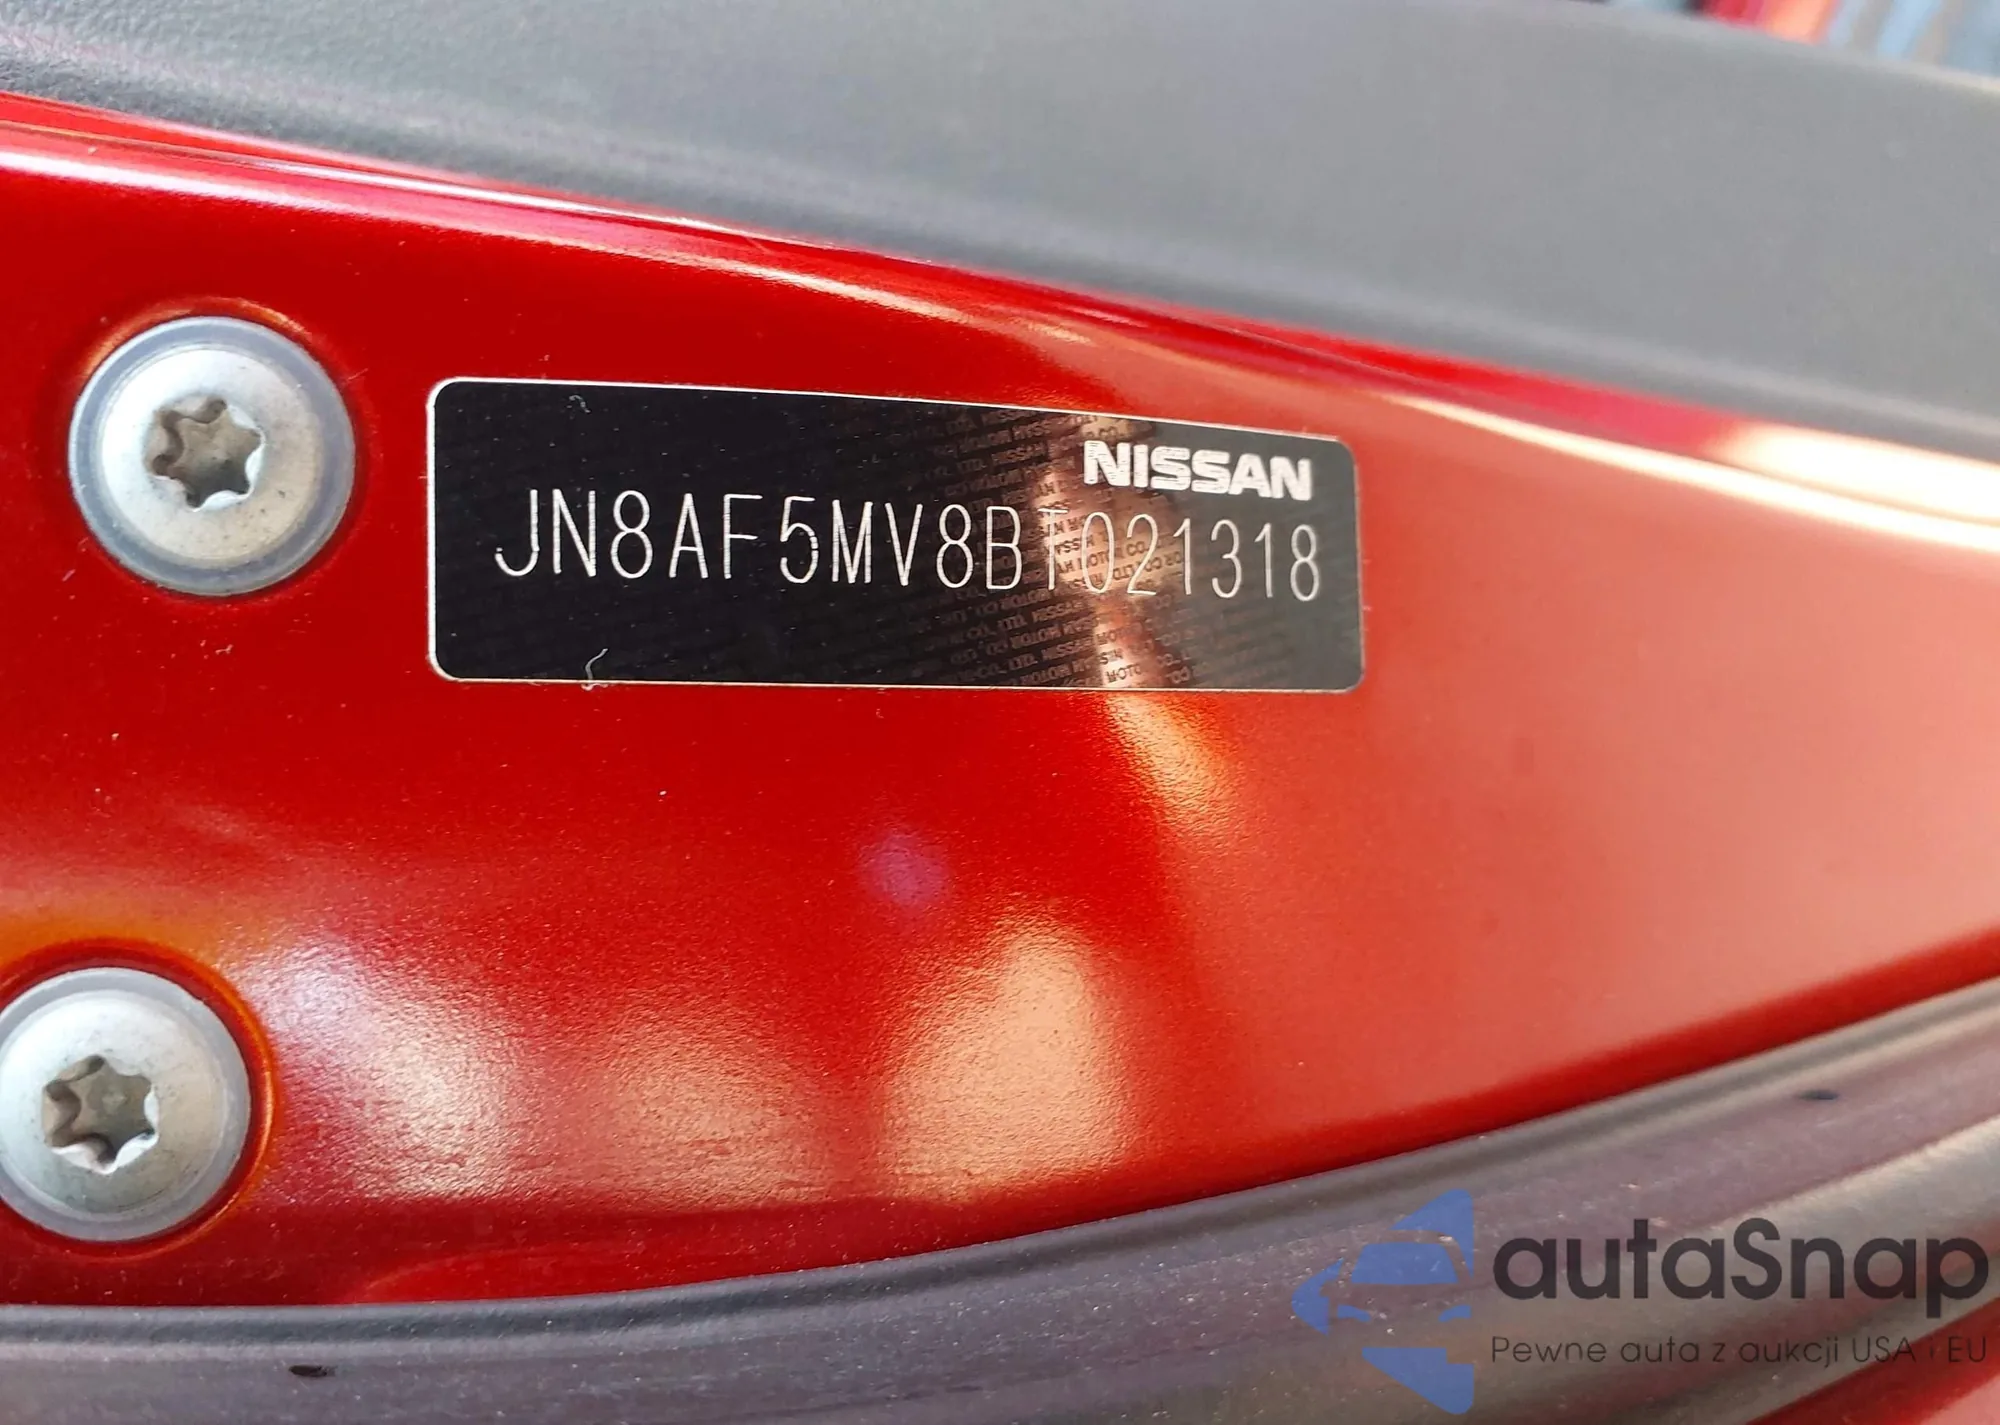 NISSAN
JN8AF5MV8BT021318
autaSnap
Pewne auta z aukcji USA i EU